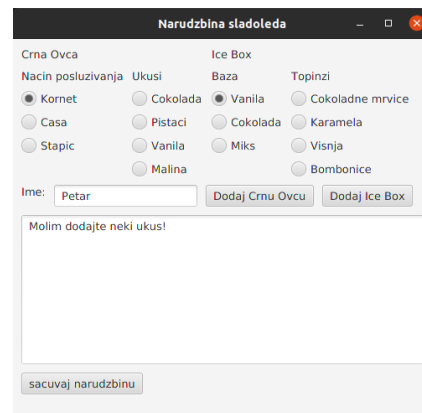 Narudzbina sladoleda
Crna Ovca Ice Box
Nacin posluzivanja Ukusi Baza Topinzi
Kornet Cokolada Vanila Cokoladne mrvice
Casa Pistaci Cokolada Karamela
Stapic Vanila Miks Visnja
Malina Bombonice
Ime: Petar Dodaj Crnu Ovcu Dodaj Ice Box
Molim dodajte neki ukus!
sacuvaj narudzbinu